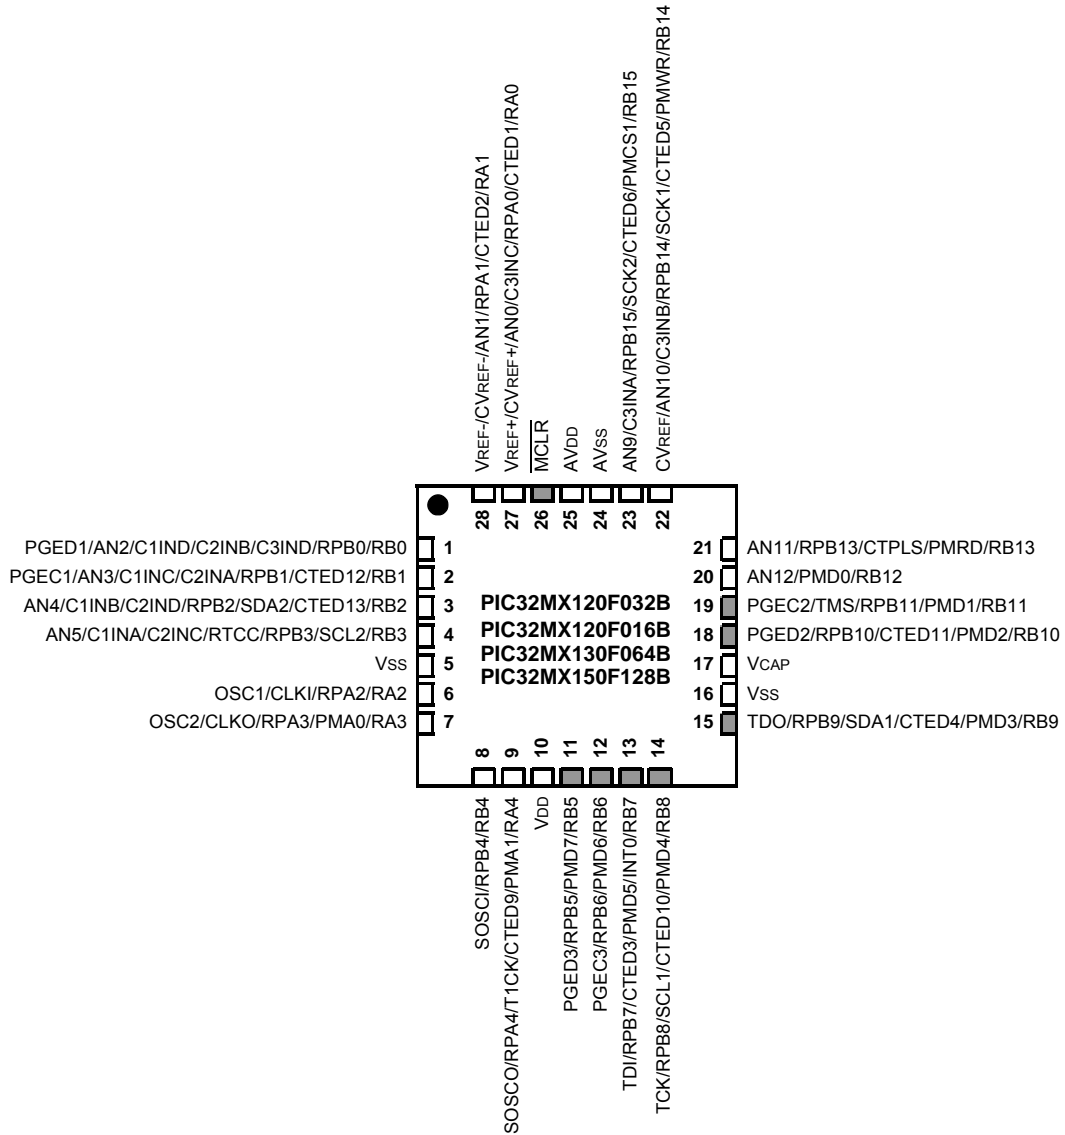 VREF-/CVREF-/AN1/RPA1/CTED2/RA1
VREF+/CVREF+/AN0/C3INC/RPA0/CTED1/RA0
MCLR
AVDD
AVSS
AN9/C3INA/RPB15/SCK2/CTED6/PMCS1/RB15
CVREF/AN10/C3INB/RPB14/SCK1/CTED5/PMWR/RB14
28
27
26
25
24
23
22
PGED1/AN2/C1IND/C2INB/C3IND/RPB0/RB0 1
PGEC1/AN3/C1INC/C2INA/RPB1/CTED12/RB1 2
AN4/C1INB/C2IND/RPB2/SDA2/CTED13/RB2 3
AN5/C1INA/C2INC/RTCC/RPB3/SCL2/RB3 4
VSS 5
OSC1/CLKI/RPA2/RA2 6
OSC2/CLKO/RPA3/PMA0/RA3 7
PIC32MX120F032B
PIC32MX120F016B
PIC32MX130F064B
PIC32MX150F128B
21 AN11/RPB13/CTPLS/PMRD/RB13
20 AN12/PMD0/RB12
19 PGEC2/TMS/RPB11/PMD1/RB11
18 PGED2/RPB10/CTED11/PMD2/RB10
17 VCAP
16 VSS
15 TDO/RPB9/SDA1/CTED4/PMD3/RB9
8
9
10
11
12
13
14
SOSCI/RPB4/RB4
SOSCO/RPA4/T1CK/CTED9/PMA1/RA4
VDD
PGED3/RPB5/PMD7/RB5
PGEC3/RPB6/PMD6/RB6
TDI/RPB7/CTED3/PMD5/INT0/RB7
TCK/RPB8/SCL1/CTED10/PMD4/RB8